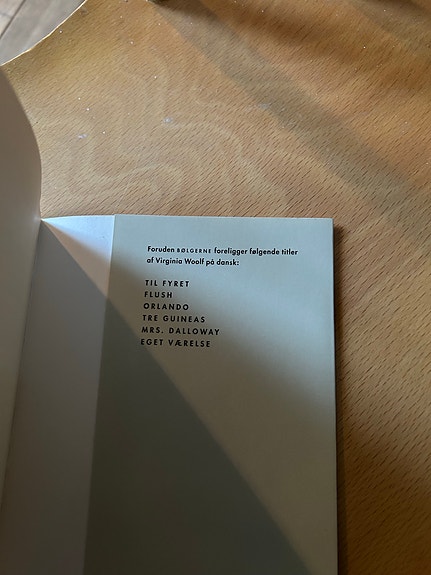 Foruden BØLGERNE foreligger følgende titler
af Virginia Woolf på dansk:
TIL FYRET
FLUSH
ORLANDO
TRE GUINEAS
MRS. DALLOWAY
EGET VÆRELSE